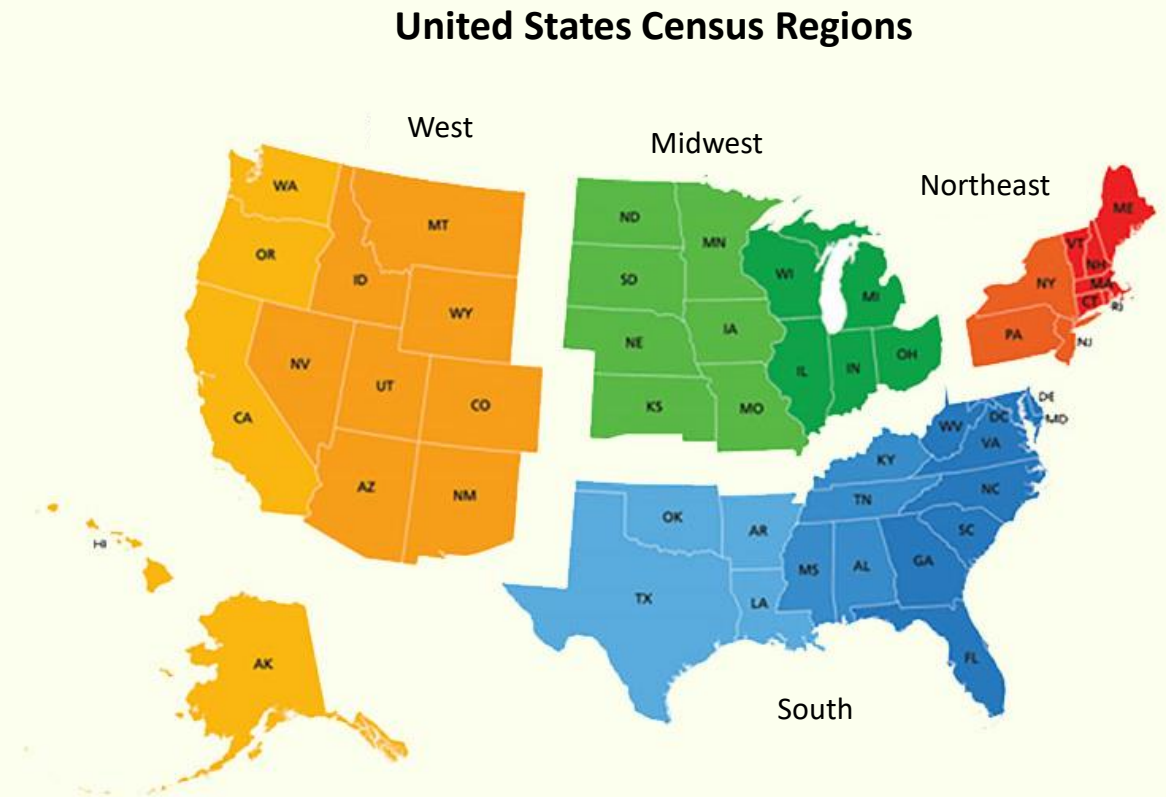 United States Census Regions
West
Midwest
Northeast
WA
OR
MT
ID
WY
NV
UT
CO
CA
AZ
NM
HI
AK
ND
MN
SD
WI
MI
NE
IA
IL
IN
OH
KS
MO
ME
VT
NH
NY
MA
CT
RI
PA
NJ
DE
MD
DC
WV
VA
KY
NC
TN
OK
AR
SC
MS
AL
GA
TX
LA
FL
South